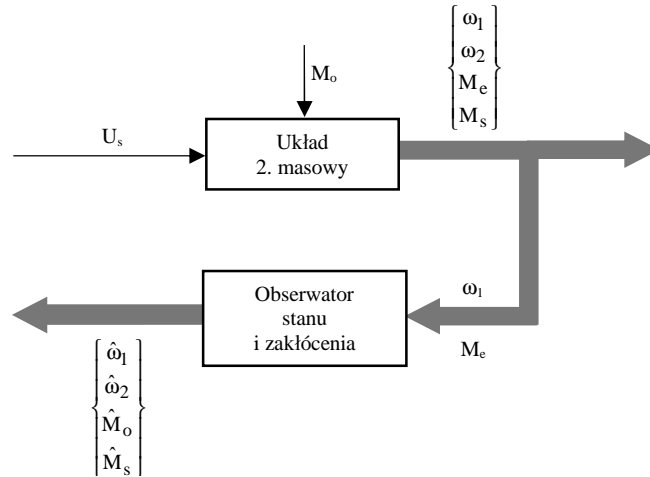 ω₁
ω₂
Mₑ
Mₛ
Mₒ
Uₛ
Układ
2. masowy
Obserwator
stanu
i zakłócenia
ω₁
Mₑ
ω̂₁
ω̂₂
M̂ₒ
M̂ₛ